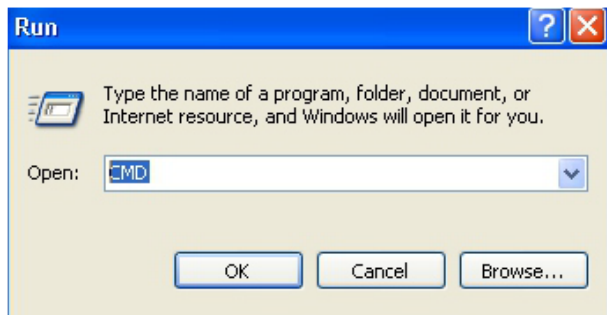 Run
Type the name of a program, folder, document, or
Internet resource, and Windows will open it for you.
Open: CMD
OK Cancel Browse...